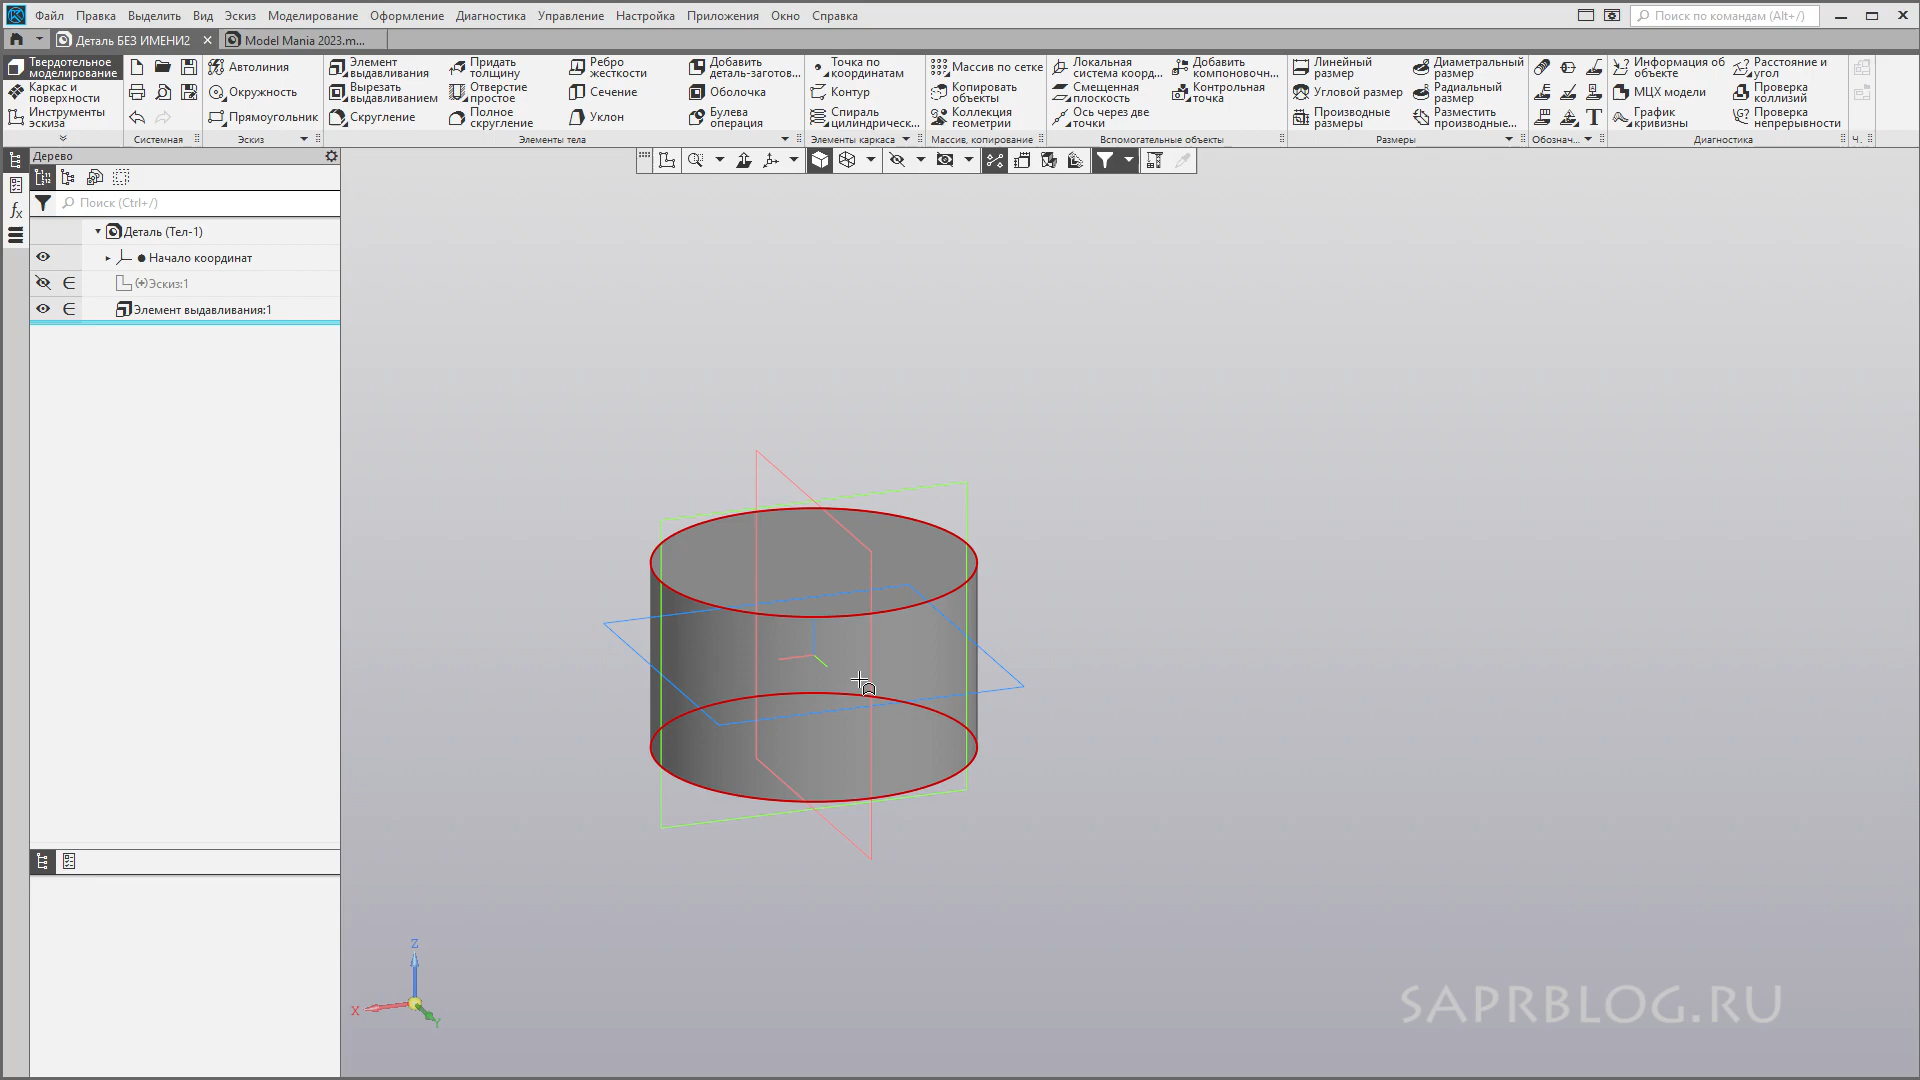 Файл Правка Выделить Вид Эскиз Моделирование Оформление Диагностика Управление Настройка Приложения Окно Справка Поиск по командам (Alt+/)
Деталь БЕЗ ИМЕНИ2 Model Mania 2023.m...
Твердотельное моделирование
Каркас и поверхности
Инструменты эскиза
Системная
Автолиния
Окружность
Прямоугольник
Эскиз
Элемент выдавливания
Вырезать выдавливанием
Скругление
Придать толщину
Отверстие простое
Полное скругление
Ребро жесткости
Сечение
Уклон
Добавить деталь-заготов...
Оболочка
Булева операция
Элементы тела
Точка по координатам
Контур
Спираль цилиндрическ...
Элементы каркаса
Массив по сетке
Копировать объекты
Коллекция геометрии
Массив, копирование
Локальная система коорд...
Смещенная плоскость
Ось через две точки
Добавить компоновочн...
Контрольная точка
Вспомогательные объекты
Линейный размер
Угловой размер
Производные размеры
Диаметральный размер
Радиальный размер
Разместить производные...
Размеры
Обознач...
Информация об объекте
МЦХ модели
График кривизны
Расстояние и угол
Проверка коллизий
Проверка непрерывности
Диагностика
Ч...
Дерево
Поиск (Ctrl+/)
Деталь (Тел-1)
Начало координат
(+)Эскиз:1
Элемент выдавливания:1
Z
X
Y
SAPRBLOG.RU